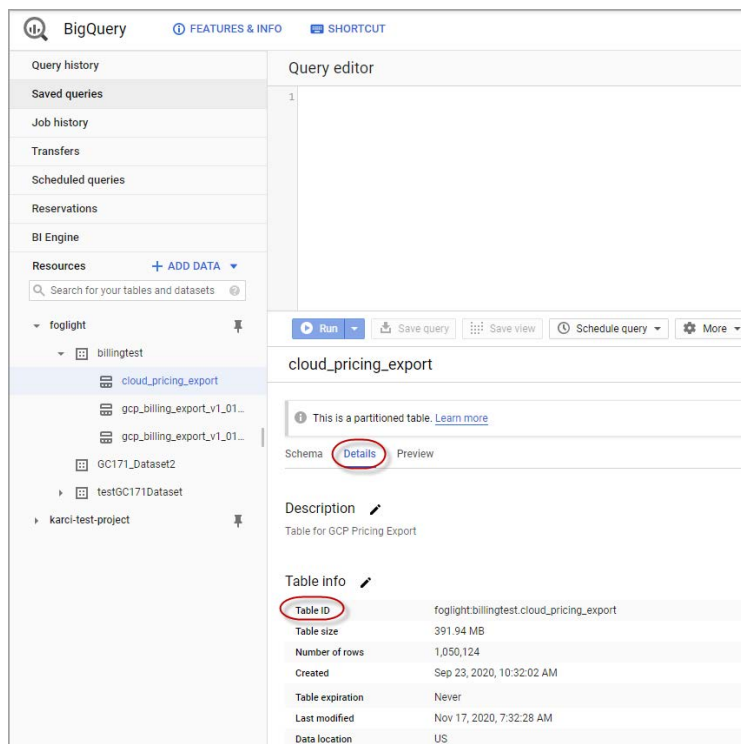 BigQuery FEATURES & INFO SHORTCUT
Query history
Saved queries
Job history
Transfers
Scheduled queries
Reservations
BI Engine
Resources + ADD DATA
Search for your tables and datasets
foglight
billingtest
cloud_pricing_export
gcp_billing_export_v1_01...
gcp_billing_export_v1_01...
GC171_Dataset2
testGC171Dataset
karci-test-project
Query editor
1
Run Save query Save view Schedule query More
cloud_pricing_export
This is a partitioned table. Learn more
Schema Details Preview
Description
Table for GCP Pricing Export
Table info
Table ID foglight:billingtest.cloud_pricing_export
Table size 391.94 MB
Number of rows 1,050,124
Created Sep 23, 2020, 10:32:02 AM
Table expiration Never
Last modified Nov 17, 2020, 7:32:28 AM
Data location US